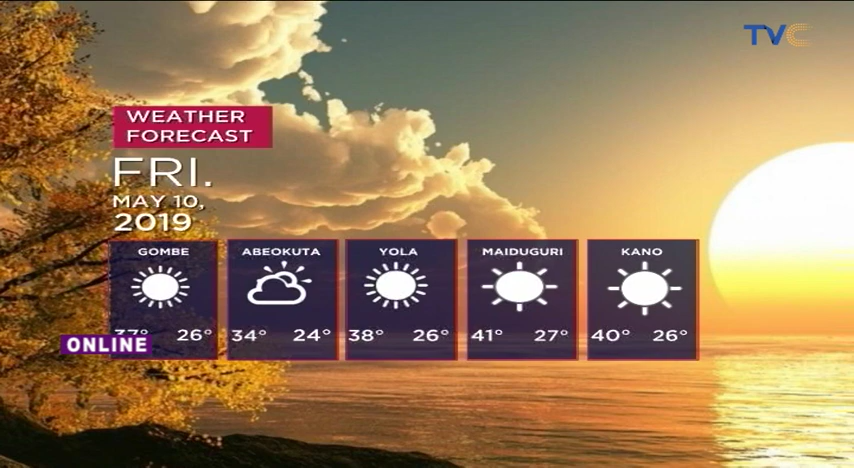 TVC
WEATHER
FORECAST
FRI.
MAY 10,
2019
GOMBE
ABEOKUTA
YOLA
MAIDUGURI
KANO
37° 26°
34° 24°
38° 26°
41° 27°
40° 26°
ONLINE